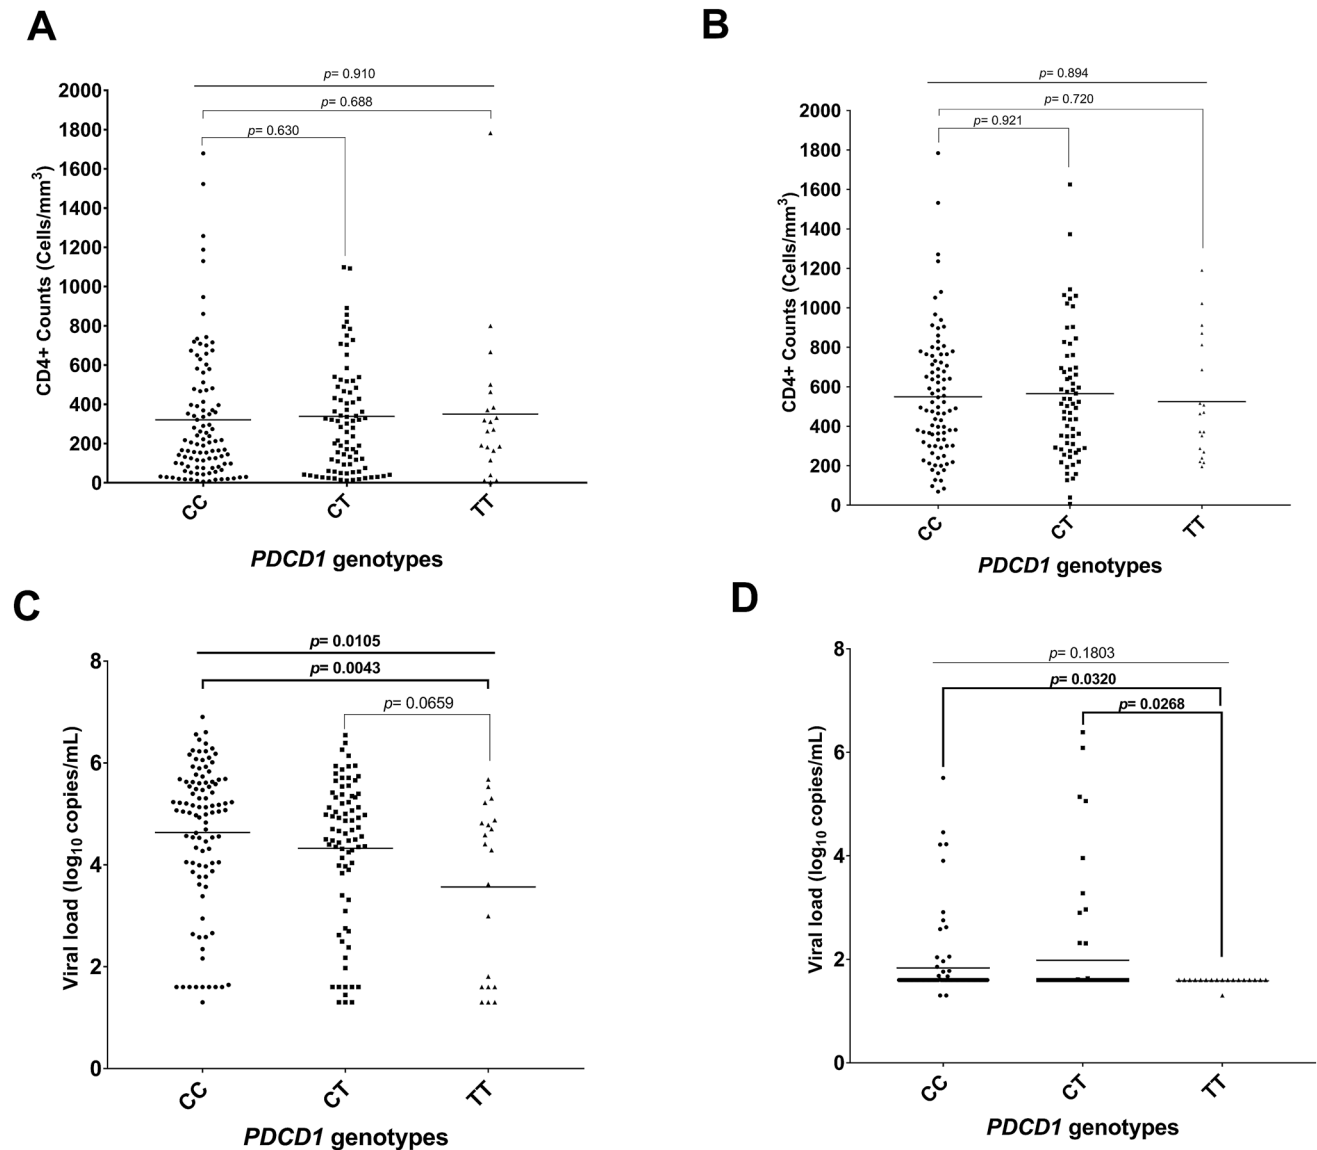 A
p= 0.910
p= 0.688
p= 0.630
2000
1800
1600
1400
1200
1000
800
600
400
200
0
CD4+ Counts (Cells/mm³)
CC
CT
TT
PDCD1 genotypes
B
p= 0.894
p= 0.720
p= 0.921
2000
1800
1600
1400
1200
1000
800
600
400
200
0
CD4+ Counts (Cells/mm³)
CC
CT
TT
PDCD1 genotypes
C
p= 0.0105
p= 0.0043
p= 0.0659
8
6
4
2
0
Viral load (log₁₀ copies/mL)
CC
CT
TT
PDCD1 genotypes
D
p= 0.1803
p= 0.0320
p= 0.0268
8
6
4
2
0
Viral load (log₁₀ copies/mL)
CC
CT
TT
PDCD1 genotypes